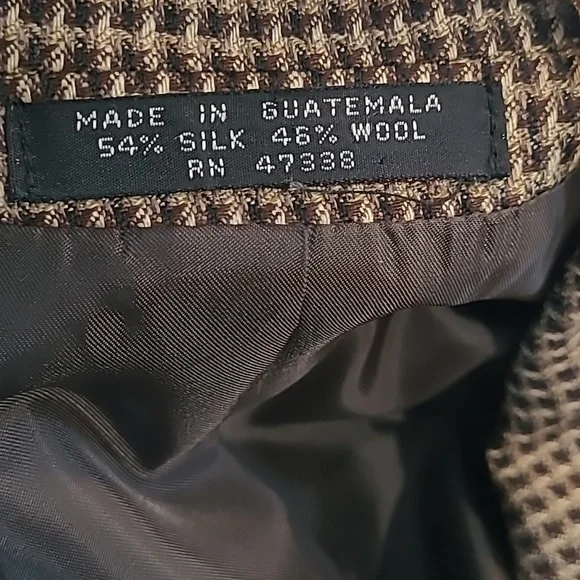 MADE IN GUATEMALA
54% SILK 46% WOOL
RN 47338